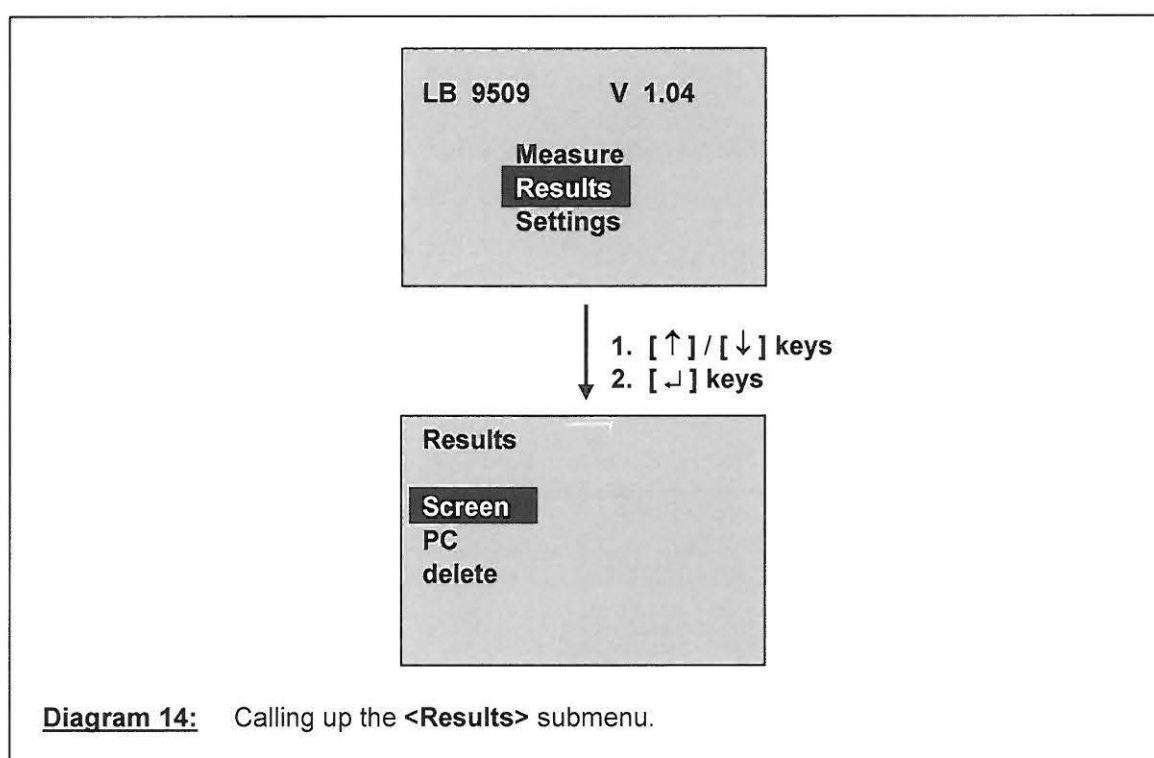 LB 9509 V 1.04
Measure
Results
Settings
1. [↑] / [↓] keys
2. [↵] keys
Results
Screen
PC
delete
Diagram 14: Calling up the <Results> submenu.